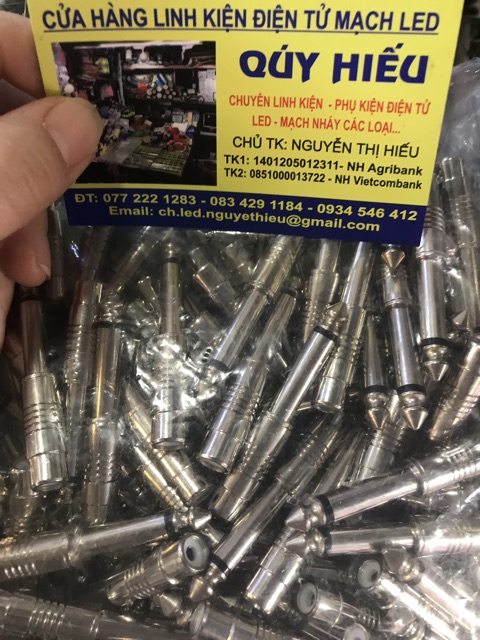 CỬA HÀNG LINH KIỆN ĐIỆN TỬ MẠCH LED
QÚY HIẾU
CHUYÊN LINH KIỆN - PHỤ KIỆN ĐIỆN TỬ
LED - MẠCH NHÁY CÁC LOẠI...
CHỦ TK: NGUYỄN THỊ HIẾU
TK1: 1401205012311- NH Agribank
TK2: 0851000013722 - NH Vietcombank
ĐT: 077 222 1283 - 083 429 1184 - 0934 546 412
Email: ch.led.nguyethieu@gmail.com